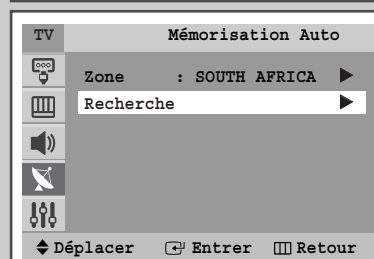 TV Mémorisation Auto
Zone : SOUTH AFRICA
Recherche
Déplacer Entrer Retour